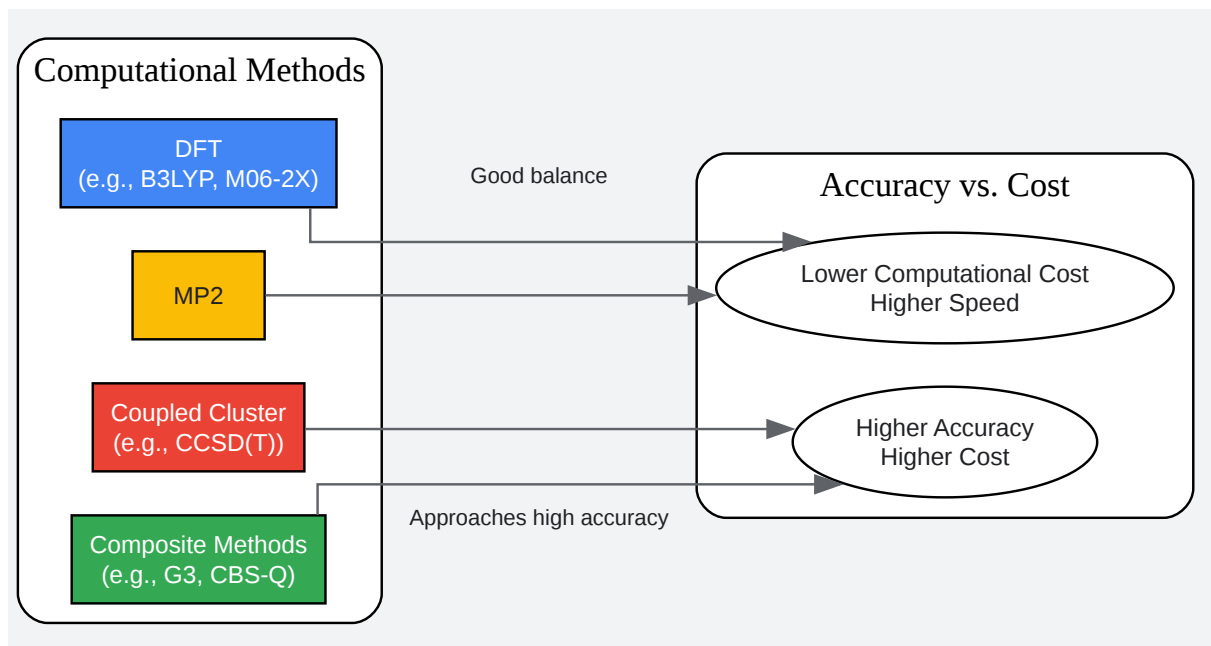 Computational Methods
DFT
(e.g., B3LYP, M06-2X)
MP2
Coupled Cluster
(e.g., CCSD(T))
Composite Methods
(e.g., G3, CBS-Q)
Good balance
Approaches high accuracy
Accuracy vs. Cost
Lower Computational Cost
Higher Speed
Higher Accuracy
Higher Cost